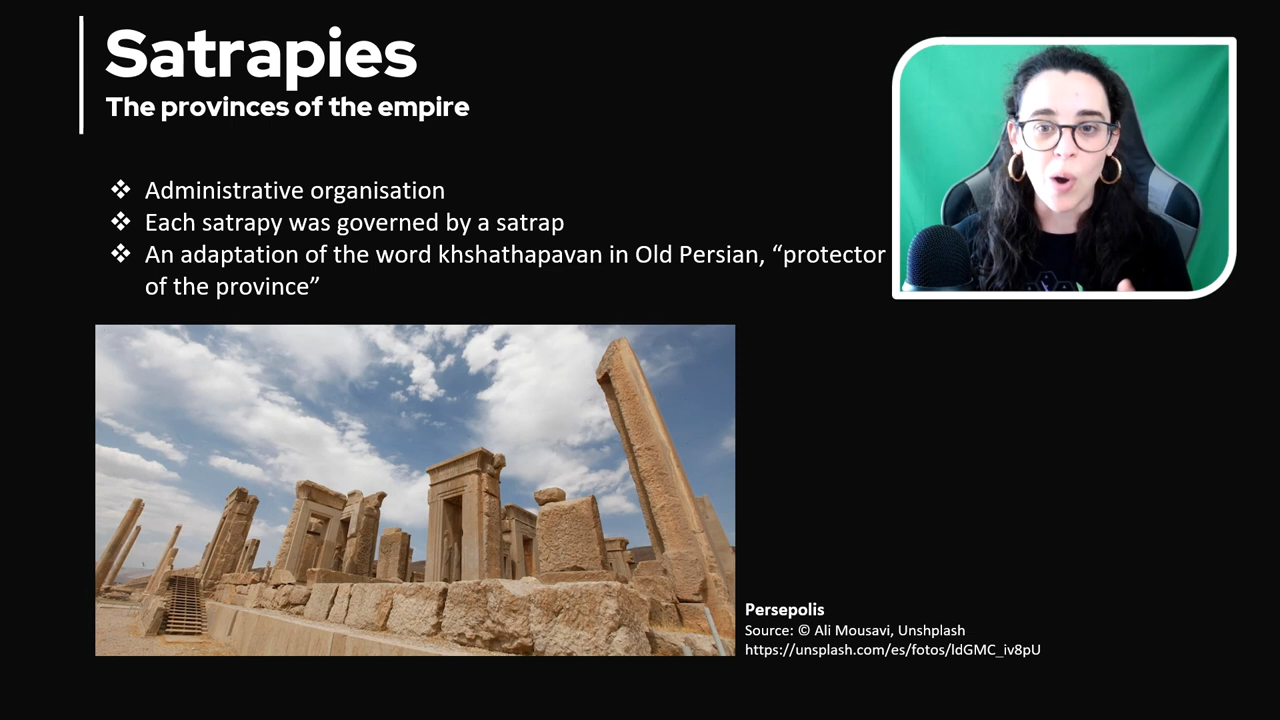 Satrapies
The provinces of the empire
❖ Administrative organisation
❖ Each satrapy was governed by a satrap
❖ An adaptation of the word khshathapavan in Old Persian, “protector
of the province”
Persepolis
Source: © Ali Mousavi, Unshplash
https://unsplash.com/es/fotos/ldGMC_iv8pU